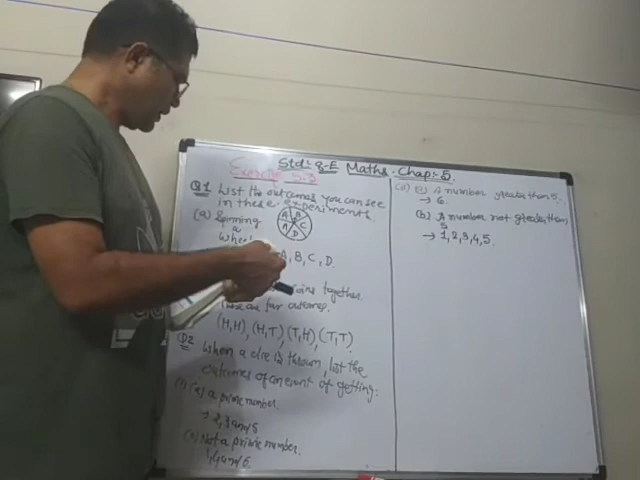 Std:- 8-E Maths. Chap:- 5.
Exercise 5.3
Q1 List the outcomes you can see
in these experiments.
(a) Spinning
a
wheel
A B
A C
D
A, B, C, D.
together.
four outcomes.
(H,H), (H,T) (T,H) (T,T)
Q2 When a die is thrown, list the
outcomes of an event of getting:
(i) (a) a prime number
→ 2, 3 and 5
(b) Not a prime number.
1, 4 and 6.
(a) A number greater than 5.
→ 6.
(b) A number not greater than
5
→ 1, 2, 3, 4, 5.